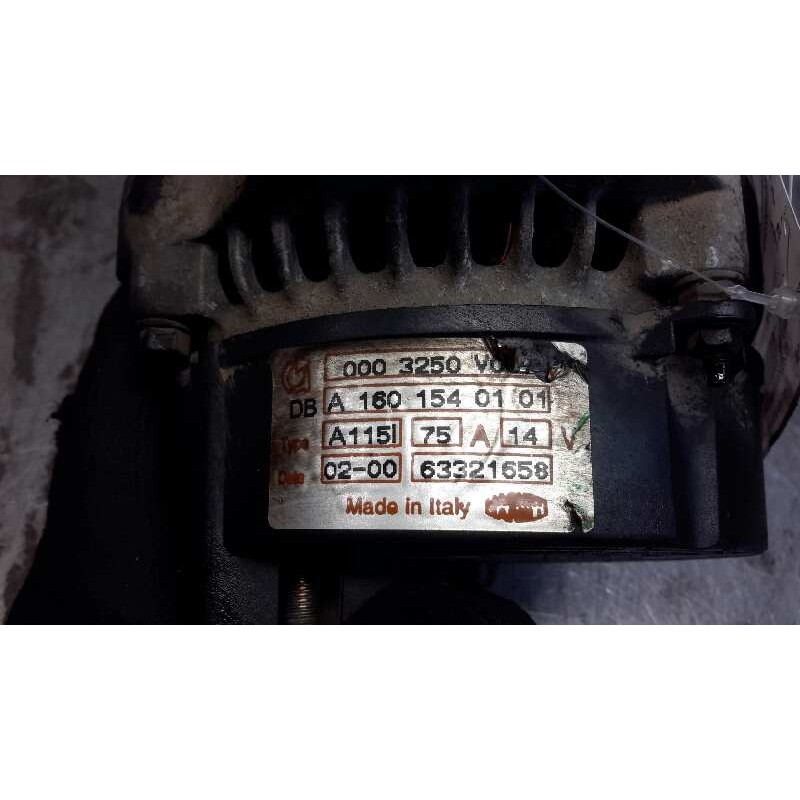 000 3250
DB A 160 154 01 01
Type A115I 75 A 14 V
Date 02-00 63321658
Made in Italy